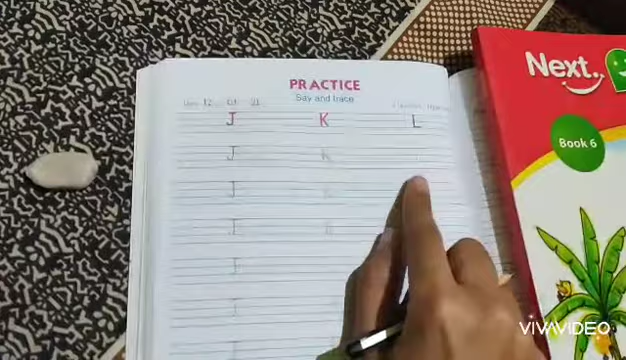 PRACTICE
Say and trace
J K L
J K
J
J
J
J
J
Next...
Book 6
VIVAVIDEO